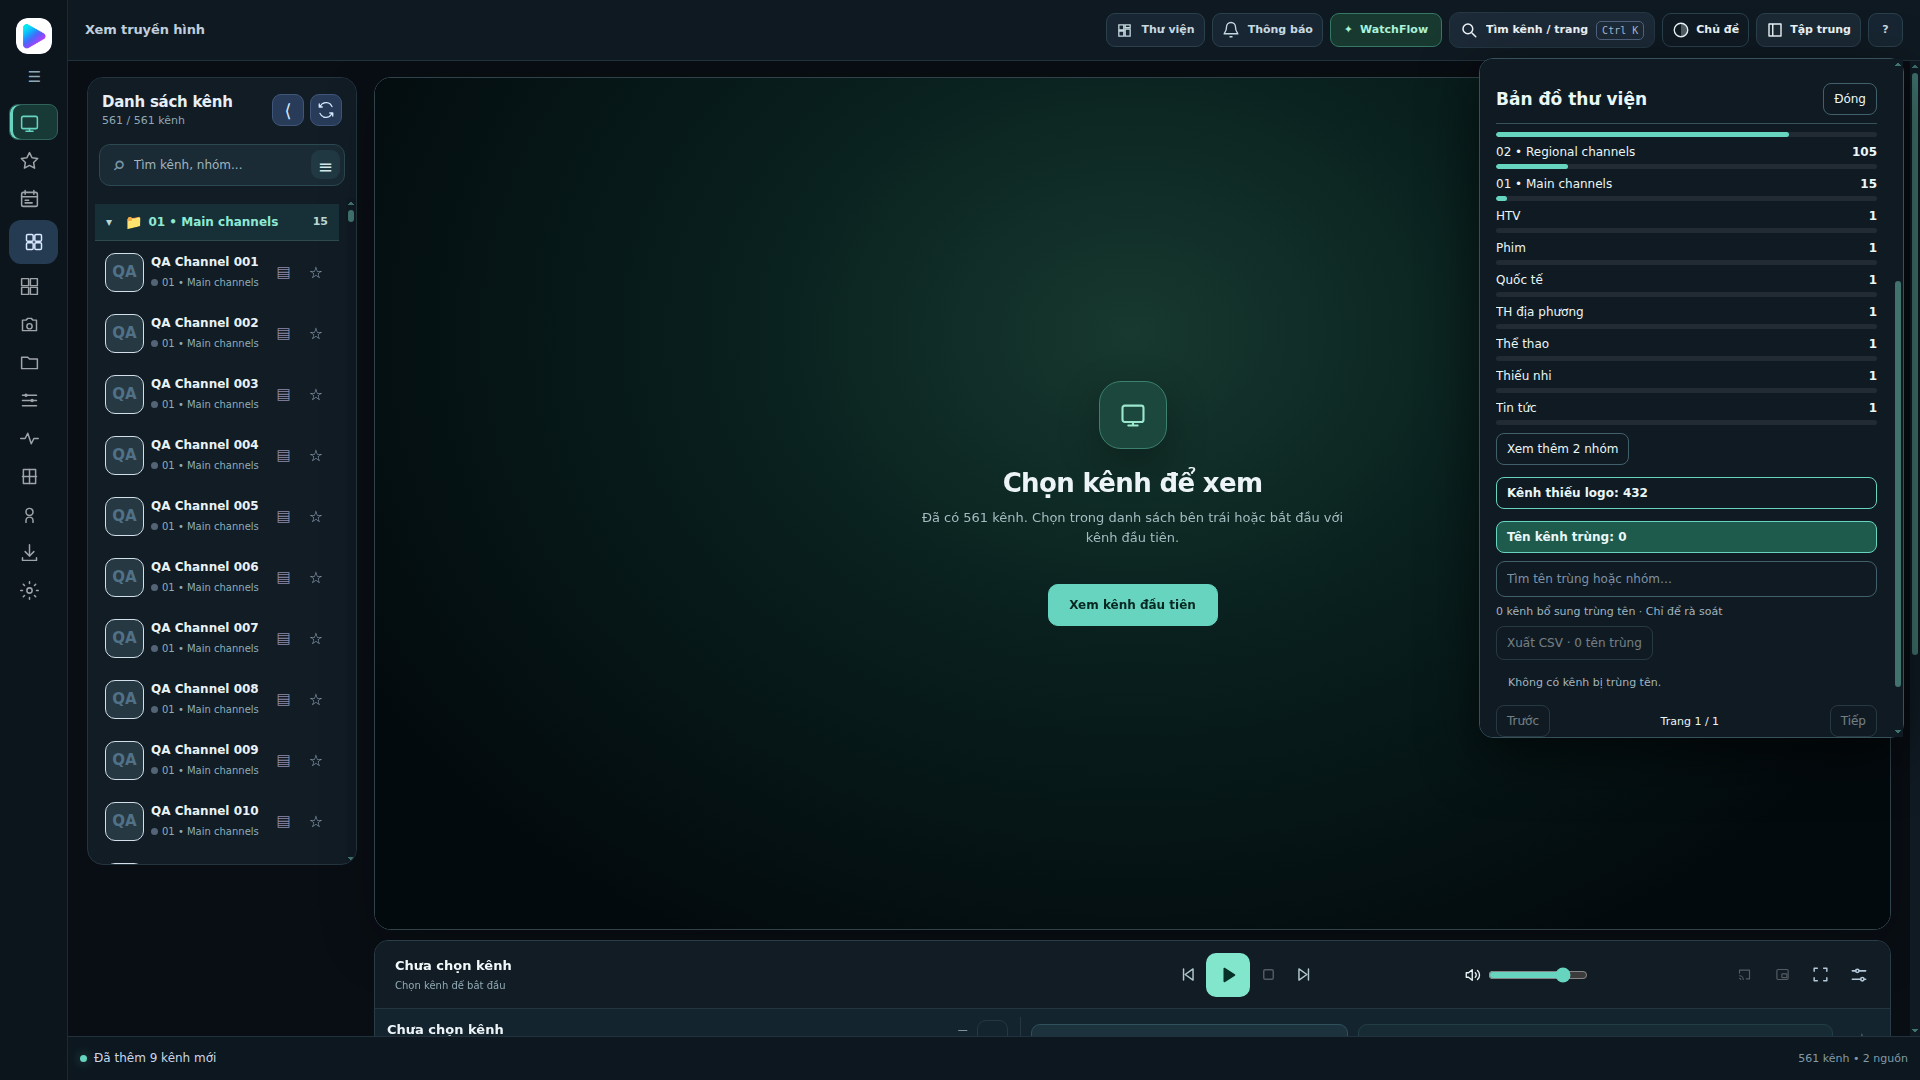 Xem truyền hình
Thư viện
Thông báo
✦ WatchFlow
Tìm kênh / trang Ctrl K
Chủ đề
Tập trung
?
Danh sách kênh
561 / 561 kênh
Tìm kênh, nhóm...
01 • Main channels 15
QA QA Channel 001
01 • Main channels
QA QA Channel 002
01 • Main channels
QA QA Channel 003
01 • Main channels
QA QA Channel 004
01 • Main channels
QA QA Channel 005
01 • Main channels
QA QA Channel 006
01 • Main channels
QA QA Channel 007
01 • Main channels
QA QA Channel 008
01 • Main channels
QA QA Channel 009
01 • Main channels
QA QA Channel 010
01 • Main channels
Chọn kênh để xem
Đã có 561 kênh. Chọn trong danh sách bên trái hoặc bắt đầu với
kênh đầu tiên.
Xem kênh đầu tiên
Bản đồ thư viện
Đóng
02 • Regional channels 105
01 • Main channels 15
HTV 1
Phim 1
Quốc tế 1
TH địa phương 1
Thể thao 1
Thiếu nhi 1
Tin tức 1
Xem thêm 2 nhóm
Kênh thiếu logo: 432
Tên kênh trùng: 0
Tìm tên trùng hoặc nhóm...
0 kênh bổ sung trùng tên · Chỉ để rà soát
Xuất CSV · 0 tên trùng
Không có kênh bị trùng tên.
Trước
Trang 1 / 1
Tiếp
Chưa chọn kênh
Chọn kênh để bắt đầu
Chưa chọn kênh
Đã thêm 9 kênh mới
561 kênh • 2 nguồn